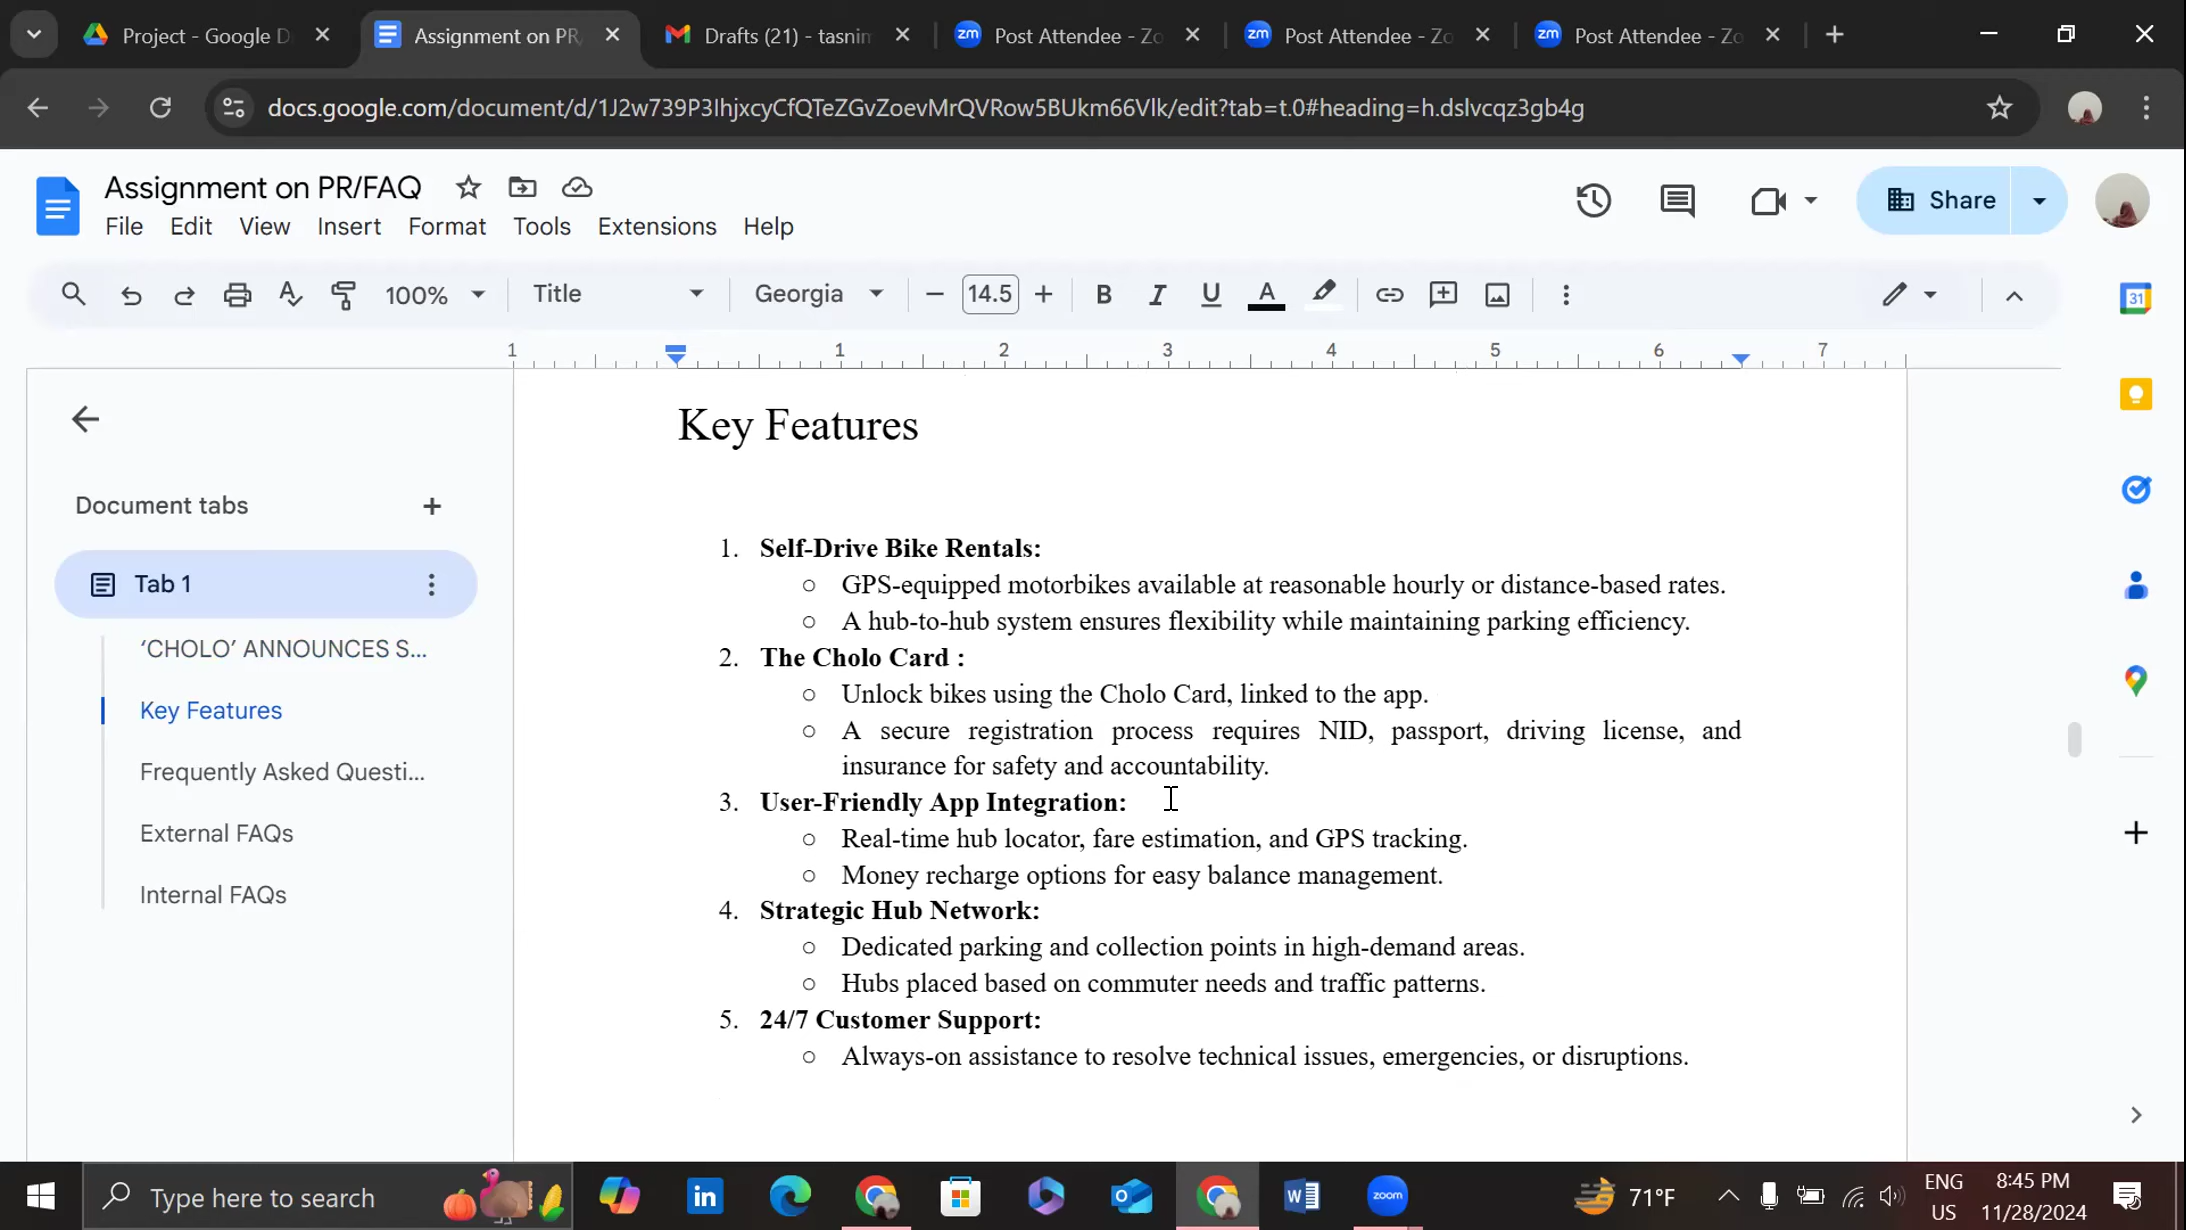 Project - Google D
Assignment on PR
Drafts (21) - tasnim
zm Post Attendee - Zo
zm Post Attendee - Zo
zm Post Attendee - Zo
docs.google.com/document/d/1J2w739P3IhjxcyCfQTeZGvZoevMrQVRow5BUkm66Vlk/edit?tab=t.0#heading=h.dslvcqz3gb4g
Assignment on PR/FAQ
File Edit View Insert Format Tools Extensions Help
Share
100% Title Georgia 14.5 B I U A
31
1 1 2 3 4 5 6 7
Document tabs
Tab 1
‘CHOLO’ ANNOUNCES S...
Key Features
Frequently Asked Questi...
External FAQs
Internal FAQs
Key Features
1. Self-Drive Bike Rentals:
○ GPS-equipped motorbikes available at reasonable hourly or distance-based rates.
○ A hub-to-hub system ensures flexibility while maintaining parking efficiency.
2. The Cholo Card :
○ Unlock bikes using the Cholo Card, linked to the app.
○ A secure registration process requires NID, passport, driving license, and
insurance for safety and accountability.
3. User-Friendly App Integration:
○ Real-time hub locator, fare estimation, and GPS tracking.
○ Money recharge options for easy balance management.
4. Strategic Hub Network:
○ Dedicated parking and collection points in high-demand areas.
○ Hubs placed based on commuter needs and traffic patterns.
5. 24/7 Customer Support:
○ Always-on assistance to resolve technical issues, emergencies, or disruptions.
Type here to search
in
W
zoom
71°F
ENG
US
8:45 PM
11/28/2024